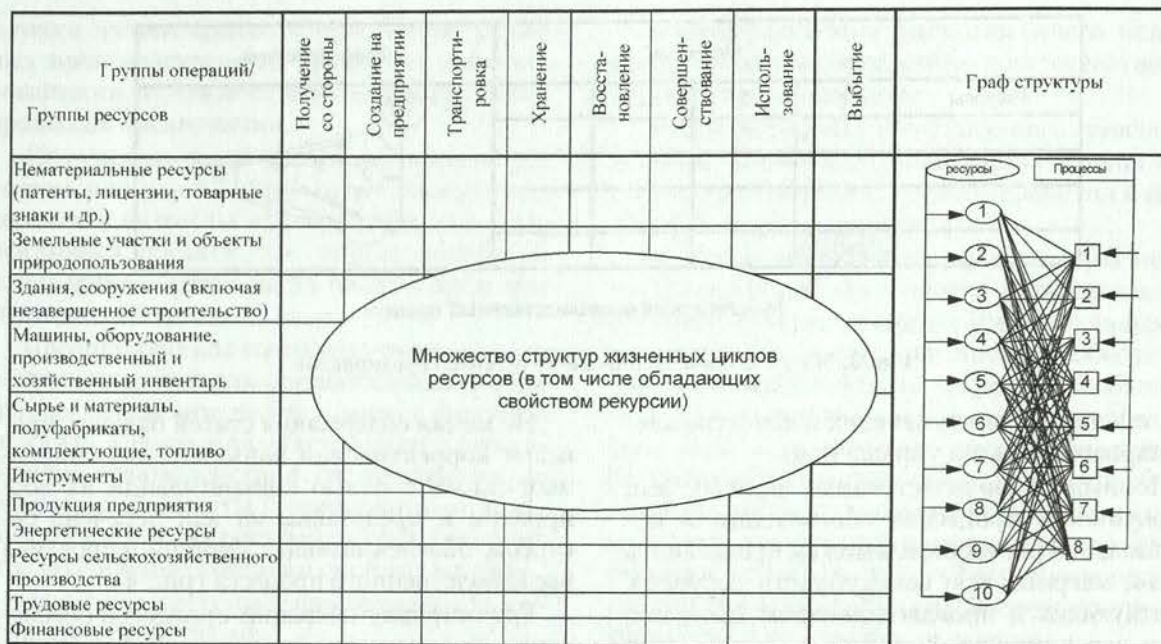 Группы операций/
Группы ресурсов
Получение
со стороны
Создание на
предприятии
Транспорти-
ровка
Хранение
Восста-
новление
Совершен-
ствование
Исполь-
зование
Выбытие
Граф структуры
Нематериальные ресурсы
(патенты, лицензии, товарные
знаки и др.)
Земельные участки и объекты
природопользования
Здания, сооружения (включая
незавершенное строительство)
Машины, оборудование,
производственный и
хозяйственный инвентарь
Сырье и материалы,
полуфабрикаты,
комплектующие, топливо
Инструменты
Продукция предприятия
Энергетические ресурсы
Ресурсы незавершенного
производства
Трудовые ресурсы
Финансовые ресурсы
Множество структур жизненных циклов
ресурсов (в том числе обладающих
свойством рекурсии)
ресурсы
Процессы
1
2
3
4
5
6
7
8
9
10
1
2
3
4
5
6
7
8